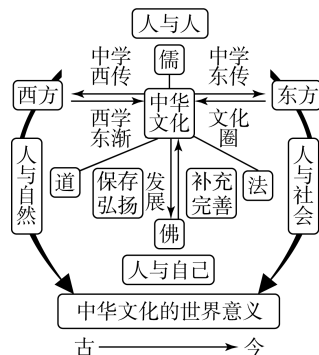 人与人
儒
中学
西传
中学
东传
西方
中华
文化
东方
西学
东渐
文化
圈
人与自然
人与社会
道
保存
弘扬
发展
补充
完善
法
佛
人与自己
中华文化的世界意义
古
今